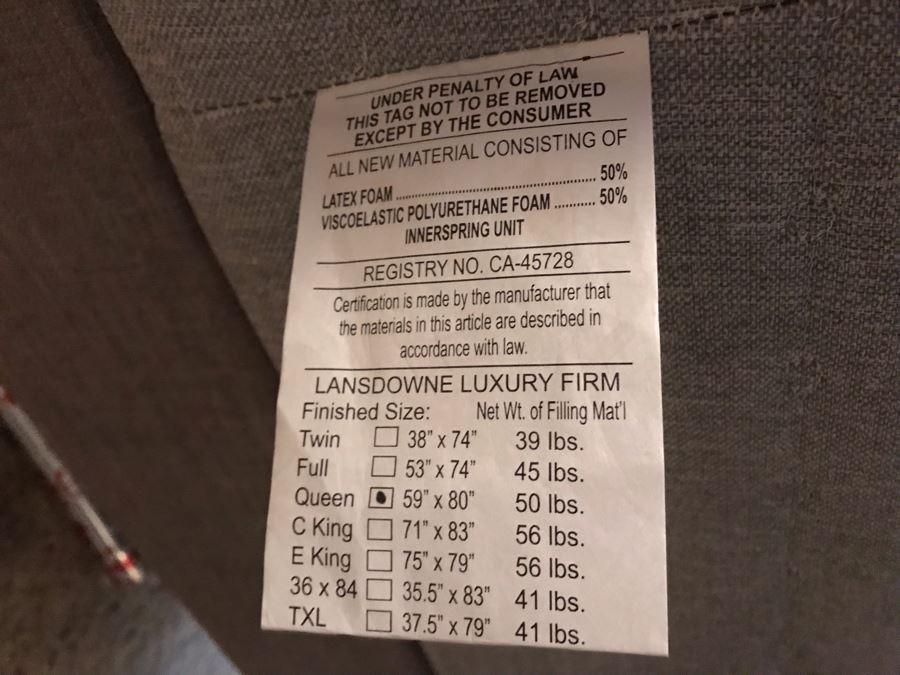 UNDER PENALTY OF LAW
THIS TAG NOT TO BE REMOVED
EXCEPT BY THE CONSUMER
ALL NEW MATERIAL CONSISTING OF
LATEX FOAM .......................................................... 50%
VISCOELASTIC POLYURETHANE FOAM ........... 50%
INNERSPRING UNIT
REGISTRY NO. CA-45728
Certification is made by the manufacturer that
the materials in this article are described in
accordance with law.
LANSDOWNE LUXURY FIRM
Finished Size: Net Wt. of Filling Mat'l
Twin 38" x 74" 39 lbs.
Full 53" x 74" 45 lbs.
Queen 59" x 80" 50 lbs.
C King 71" x 83" 56 lbs.
E King 75" x 79" 56 lbs.
36 x 84 35.5" x 83" 41 lbs.
TXL 37.5" x 79" 41 lbs.